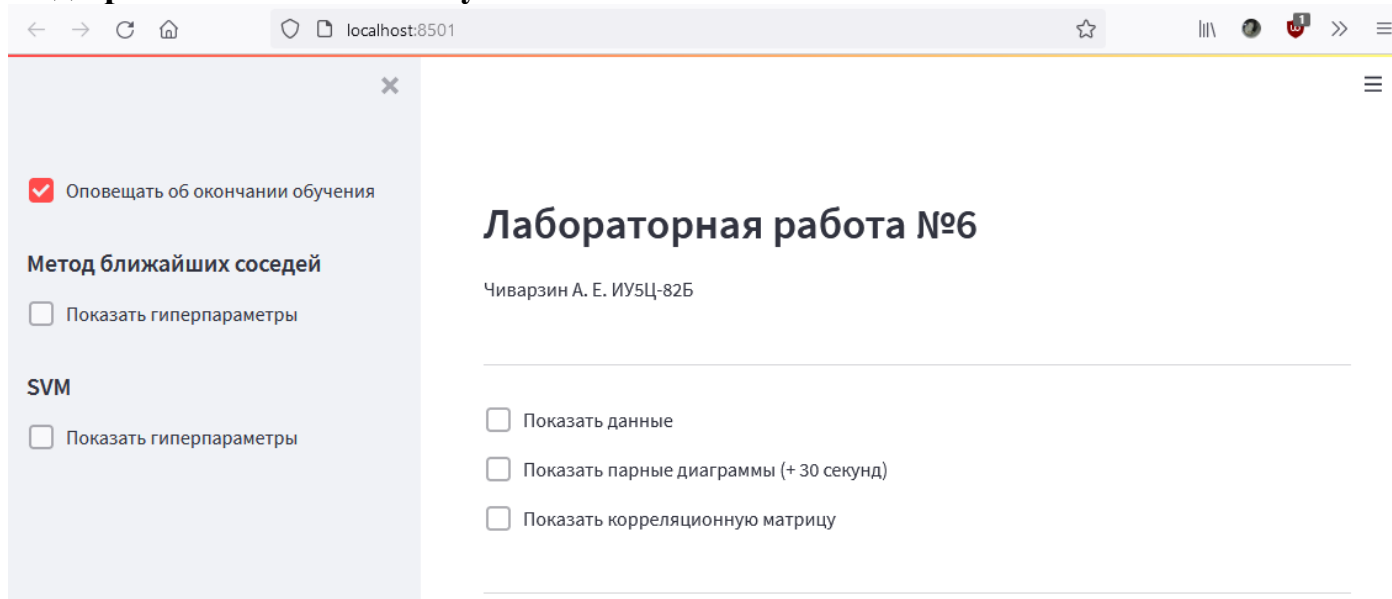 localhost:8501
1
Оповещать об окончании обучения
Метод ближайших соседей
Показать гиперпараметры
SVM
Показать гиперпараметры
Лабораторная работа №6
Чиварзин А. Е. ИУ5Ц-82Б
Показать данные
Показать парные диаграммы (+ 30 секунд)
Показать корреляционную матрицу